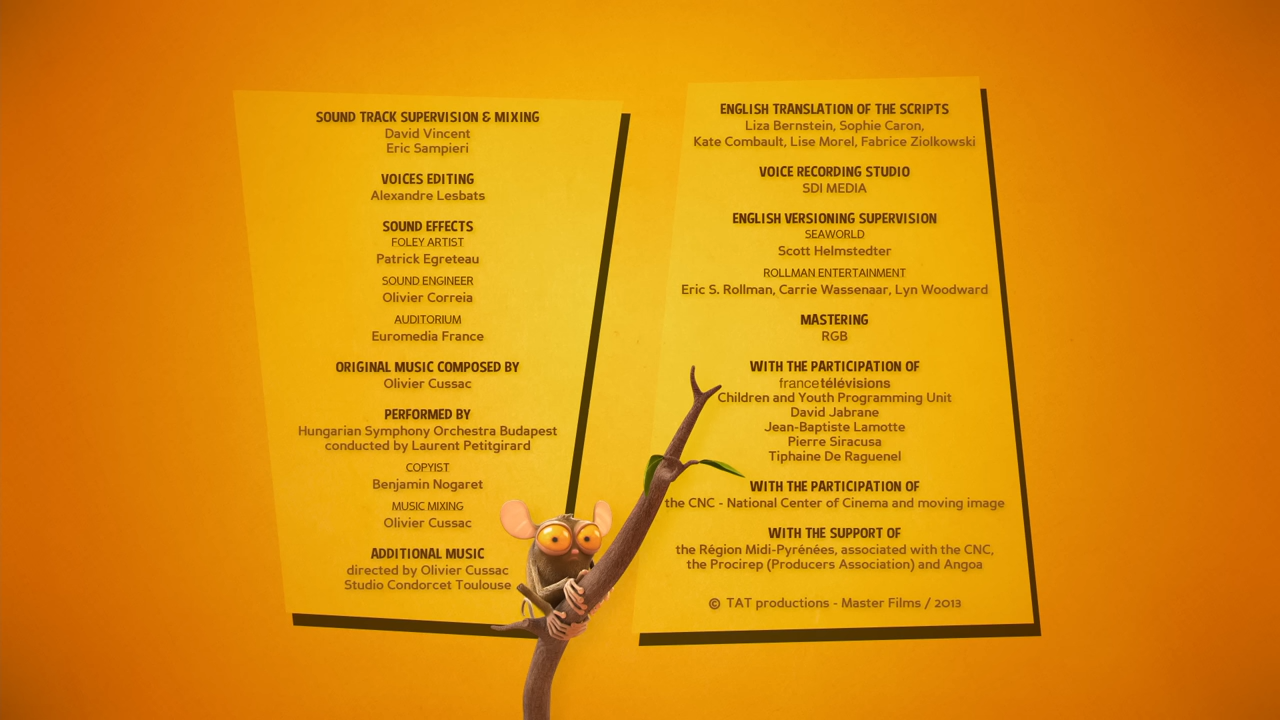 SOUND TRACK SUPERVISION & MIXING
David Vincent
Eric Sampieri
VOICES EDITING
Alexandre Lesbats
SOUND EFFECTS
FOLEY ARTIST
Patrick Egreteau
SOUND ENGINEER
Olivier Correia
AUDITORIUM
Euromedia France
ORIGINAL MUSIC COMPOSED BY
Olivier Cussac
PERFORMED BY
Hungarian Symphony Orchestra Budapest
conducted by Laurent Petitgirard
COPYIST
Benjamin Nogaret
MUSIC MIXING
Olivier Cussac
ADDITIONAL MUSIC
directed by Olivier Cussac
Studio Condorcet Toulouse
ENGLISH TRANSLATION OF THE SCRIPTS
Liza Bernstein, Sophie Caron,
Kate Combault, Lise Morel, Fabrice Ziolkowski
VOICE RECORDING STUDIO
SDI MEDIA
ENGLISH VERSIONING SUPERVISION
SEAWORLD
Scott Helmstedter
ROLLMAN ENTERTAINMENT
Eric S. Rollman, Carrie Wassenaar, Lyn Woodward
MASTERING
RGB
WITH THE PARTICIPATION OF
francetélévisions
Children and Youth Programming Unit
David Jabrane
Jean-Baptiste Lamotte
Pierre Siracusa
Tiphaine De Raguenel
WITH THE PARTICIPATION OF
the CNC - National Center of Cinema and moving image
WITH THE SUPPORT OF
the Région Midi-Pyrénées, associated with the CNC,
the Procirep (Producers Association) and Angoa
© TAT productions - Master Films / 2013